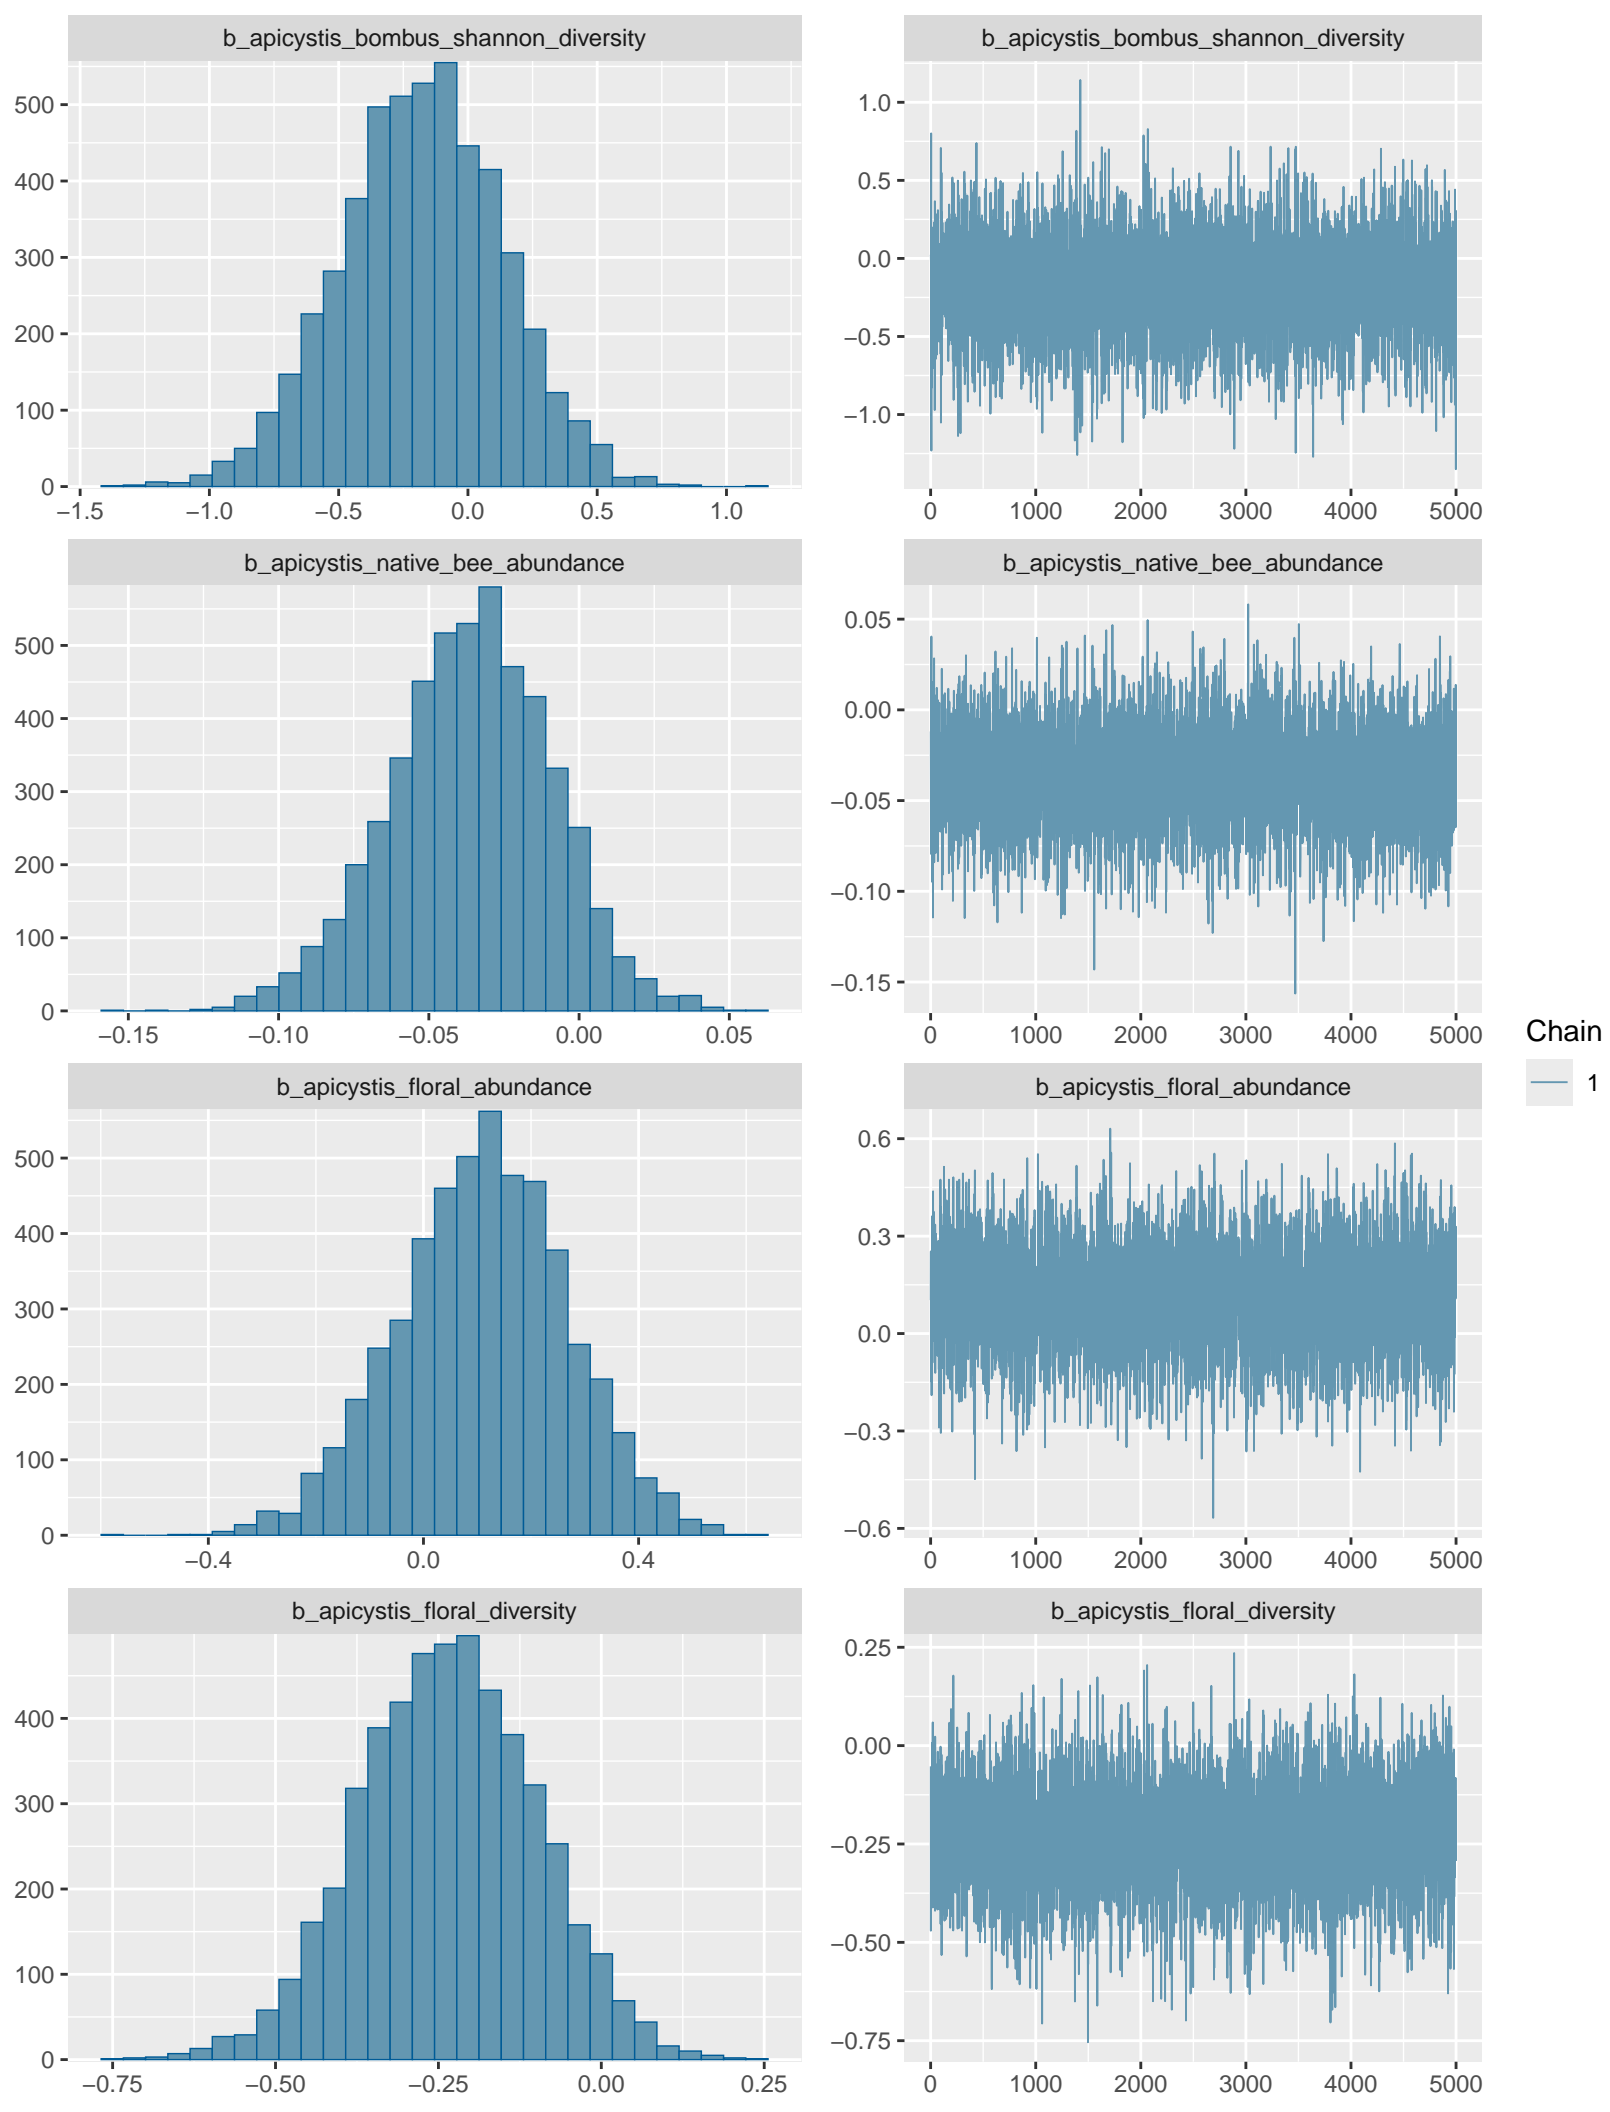 b_apicystis_bombus_shannon_diversity
500
400
300
200
100
0
−1.5 −1.0 −0.5 0.0 0.5 1.0
b_apicystis_bombus_shannon_diversity
1.0
0.5
0.0
−0.5
−1.0
0 1000 2000 3000 4000 5000
b_apicystis_native_bee_abundance
500
400
300
200
100
0
−0.15 −0.10 −0.05 0.00 0.05
b_apicystis_native_bee_abundance
0.05
0.00
−0.05
−0.10
−0.15
0 1000 2000 3000 4000 5000
b_apicystis_floral_abundance
500
400
300
200
100
0
−0.4 0.0 0.4
b_apicystis_floral_abundance
0.6
0.3
0.0
−0.3
−0.6
0 1000 2000 3000 4000 5000
b_apicystis_floral_diversity
400
300
200
100
0
−0.75 −0.50 −0.25 0.00 0.25
b_apicystis_floral_diversity
0.25
0.00
−0.25
−0.50
−0.75
0 1000 2000 3000 4000 5000
Chain
1